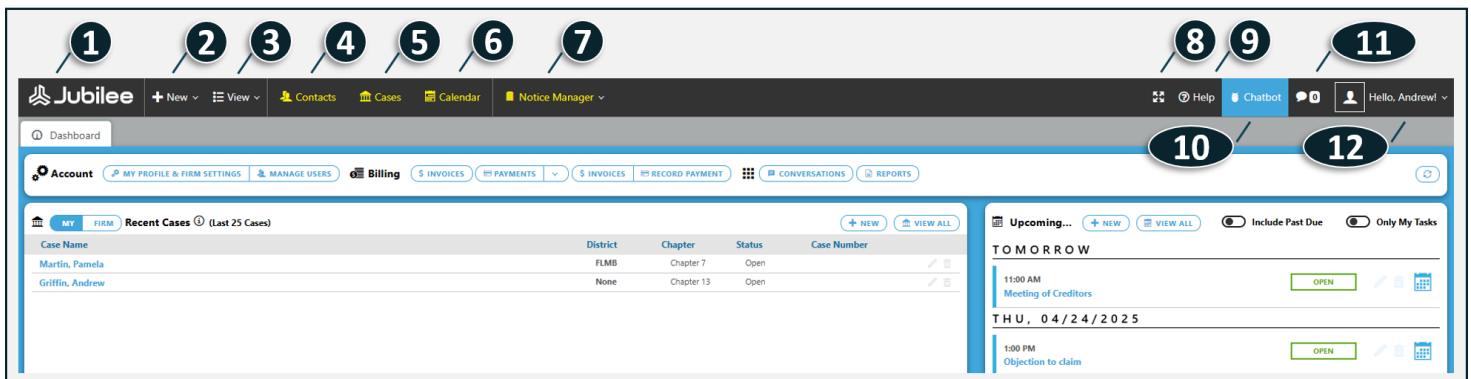 1 2 3 4 5 6 7 8 9 11
Jubilee New View Contacts Cases Calendar Notice Manager Help Chatbot 0 Hello, Andrew!
Dashboard
10 12
Account MY PROFILE & FIRM SETTINGS MANAGE USERS Billing $ INVOICES PAYMENTS $ INVOICES RECORD PAYMENT CONVERSATIONS REPORTS
MY FIRM Recent Cases (Last 25 Cases) + NEW VIEW ALL
Case Name District Chapter Status Case Number
Martin, Pamela FLMB Chapter 7 Open
Griffin, Andrew None Chapter 13 Open
Upcoming... + NEW VIEW ALL Include Past Due Only My Tasks
TOMORROW
11:00 AM
Meeting of Creditors OPEN
THU, 04/24/2025
1:00 PM
Objection to claim OPEN